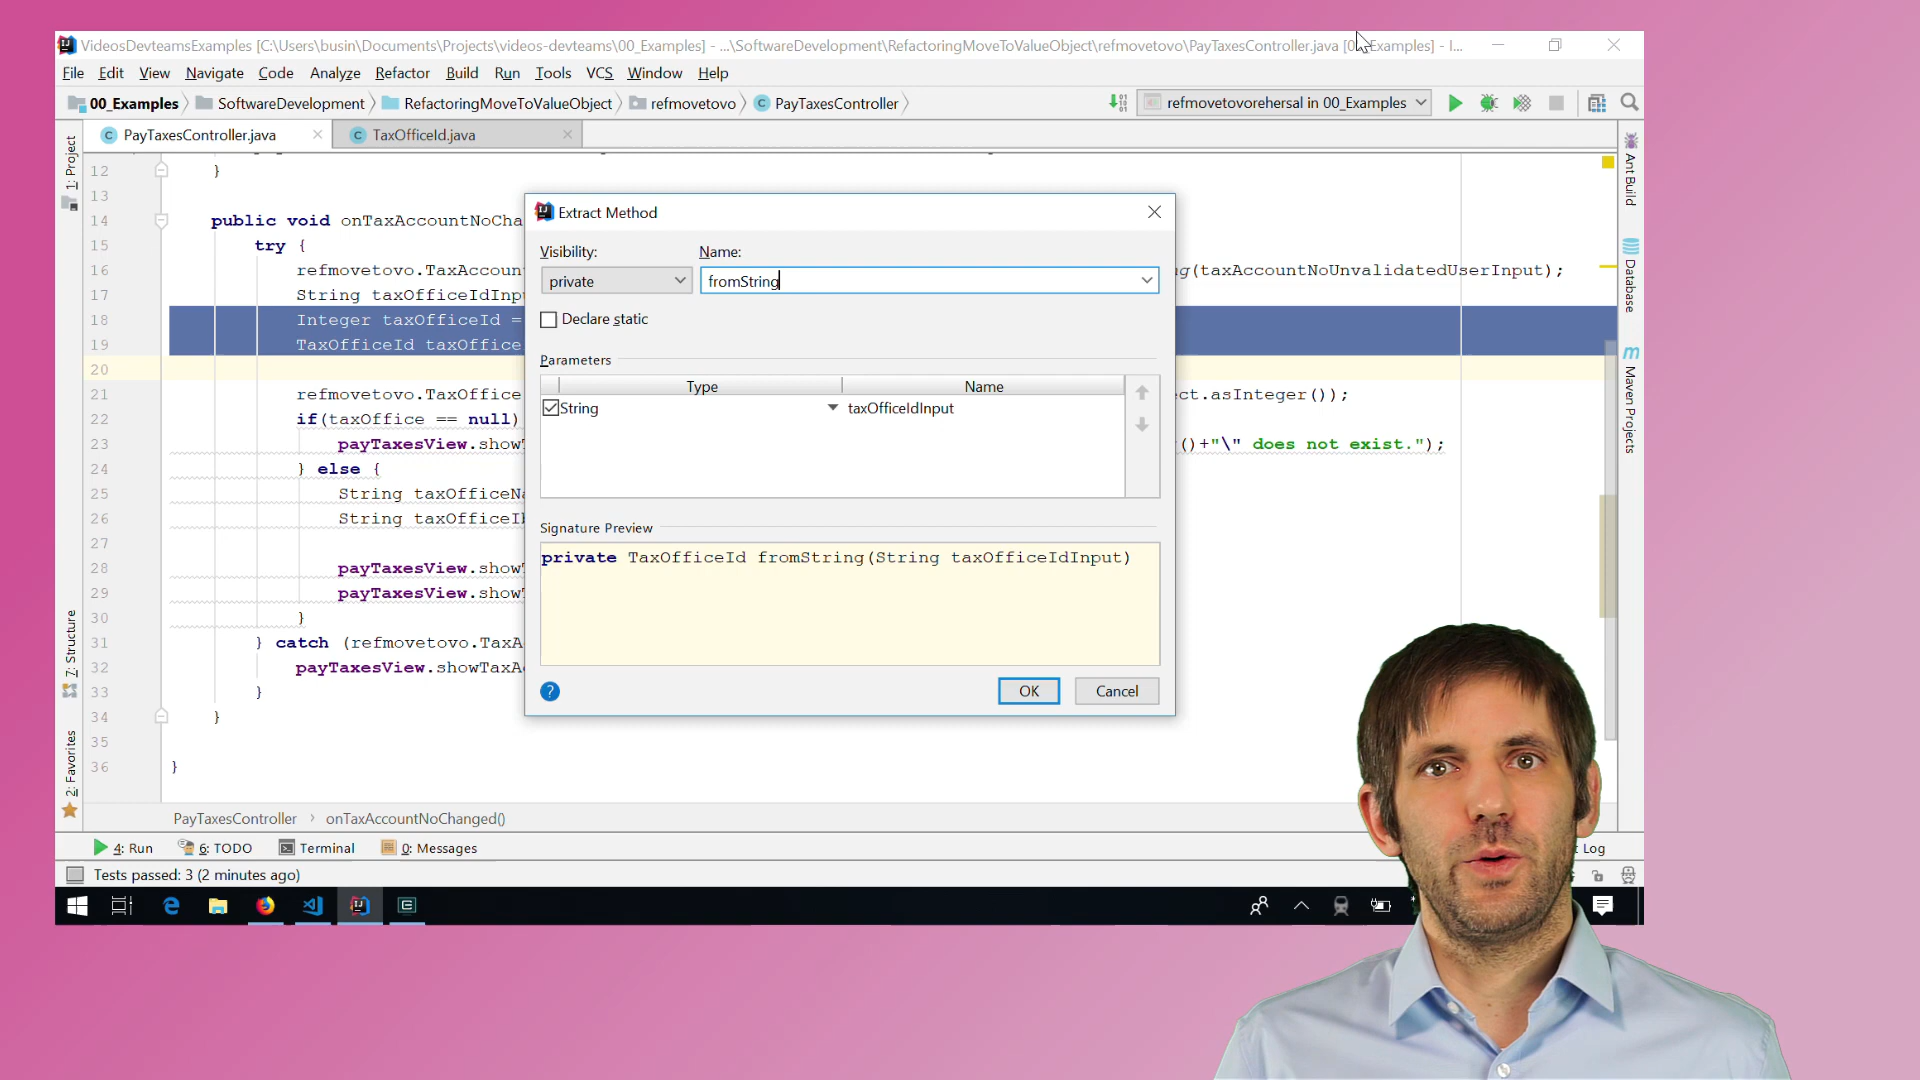 VideosDevteamsExamples [C:\Users\busin\Documents\Projects\videos-devteams\00_Examples] - ...\SoftwareDevelopment\RefactoringMoveToValueObject\refmovetovo\PayTaxesController.java [00_Examples] - I...
File Edit View Navigate Code Analyze Refactor Build Run Tools VCS Window Help
00_Examples SoftwareDevelopment RefactoringMoveToValueObject refmovetovo PayTaxesController refmovetovorehersal in 00_Examples
PayTaxesController.java TaxOfficeId.java
1: Project
7: Structure
2: Favorites
Ant Build
Database
Maven Projects
12 }
13
14 public void onTaxAccountNoCha
15 try {
16 refmovetovo.TaxAccoun g(taxAccountNoUnvalidatedUserInput);
17 String taxOfficeIdInpu
18 Integer taxOfficeId =
19 TaxOfficeId taxOffice
20
21 refmovetovo.TaxOffice ct.asInteger());
22 if(taxOffice == null)
23 payTaxesView.show ()+"\" does not exist.");
24 } else {
25 String taxOfficeNa
26 String taxOfficeI
27
28 payTaxesView.show
29 payTaxesView.show
30 }
31 } catch (refmovetovo.TaxA
32 payTaxesView.showTaxA
33 }
34 }
35
36 }
Extract Method
Visibility: Name:
private fromString
Declare static
Parameters
Type Name
String taxOfficeIdInput
Signature Preview
private TaxOfficeId fromString(String taxOfficeIdInput)
? OK Cancel
PayTaxesController › onTaxAccountNoChanged()
4: Run 6: TODO Terminal 0: Messages Log
Tests passed: 3 (2 minutes ago)